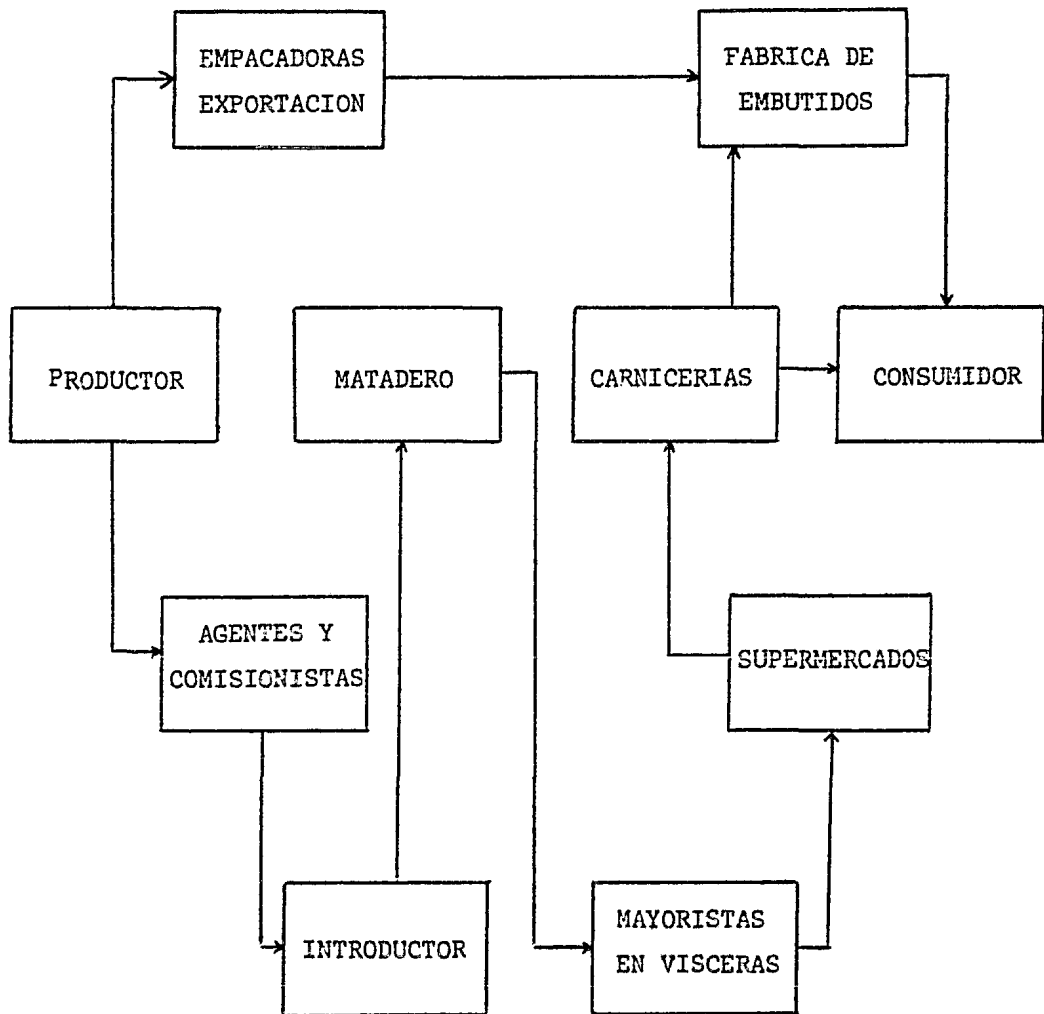 EMPACADORAS
EXPORTACION
FABRICA DE
EMBUTIDOS
PRODUCTOR
MATADERO
CARNICERIAS
CONSUMIDOR
AGENTES Y
COMISIONISTAS
SUPERMERCADOS
INTRODUCTOR
MAYORISTAS
EN VISCERAS